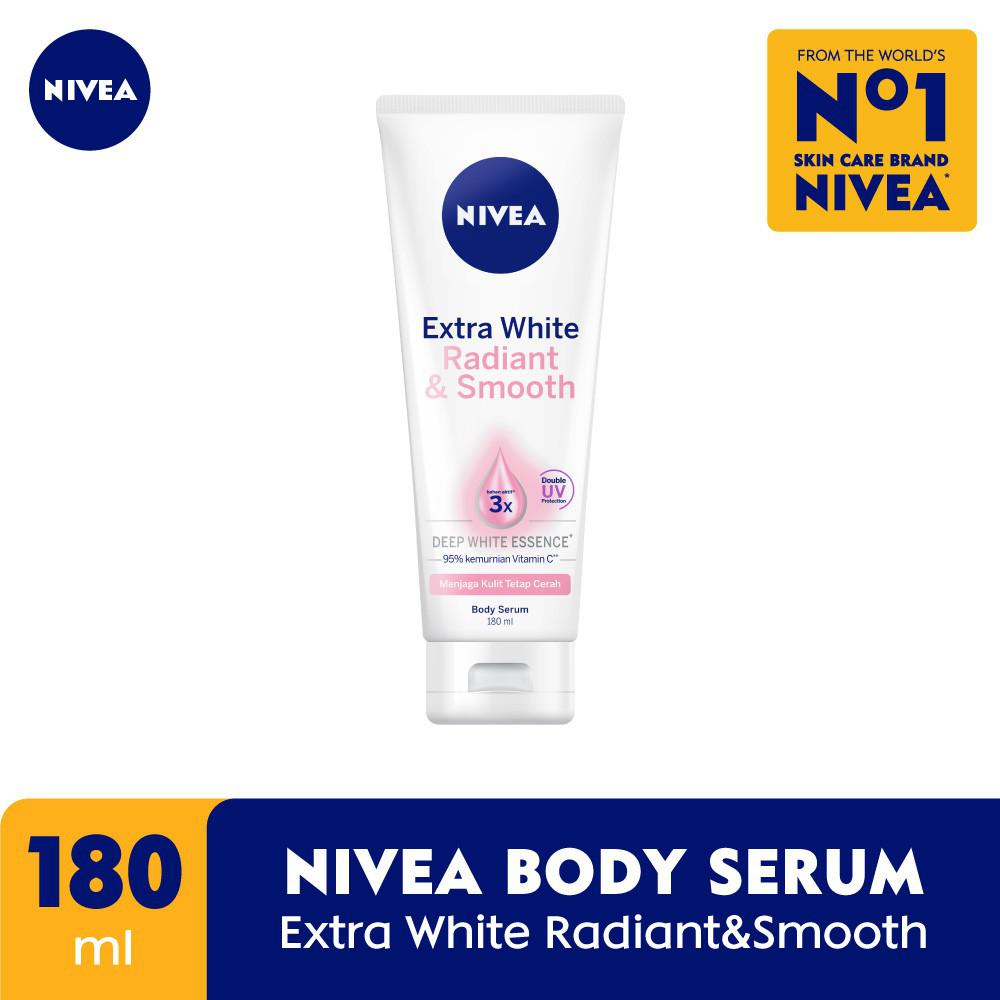 NIVEA
FROM THE WORLD'S
Nº1
SKIN CARE BRAND
NIVEA*
NIVEA
Extra White
Radiant
& Smooth
bahan aktif*
3x
Double
UV
Protection
DEEP WHITE ESSENCE*
95% kemurnian Vitamin C**
Menjaga Kulit Tetap Cerah
Body Serum
180 ml
180
ml
NIVEA BODY SERUM
Extra White Radiant&Smooth